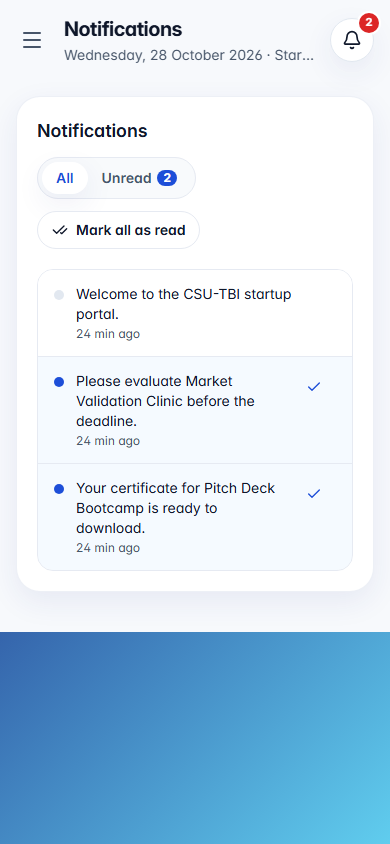 Notifications
Wednesday, 28 October 2026 · Star...
2
Notifications
All
Unread 2
Mark all as read
Welcome to the CSU-TBI startup
portal.
24 min ago
Please evaluate Market
Validation Clinic before the
deadline.
24 min ago
Your certificate for Pitch Deck
Bootcamp is ready to
download.
24 min ago